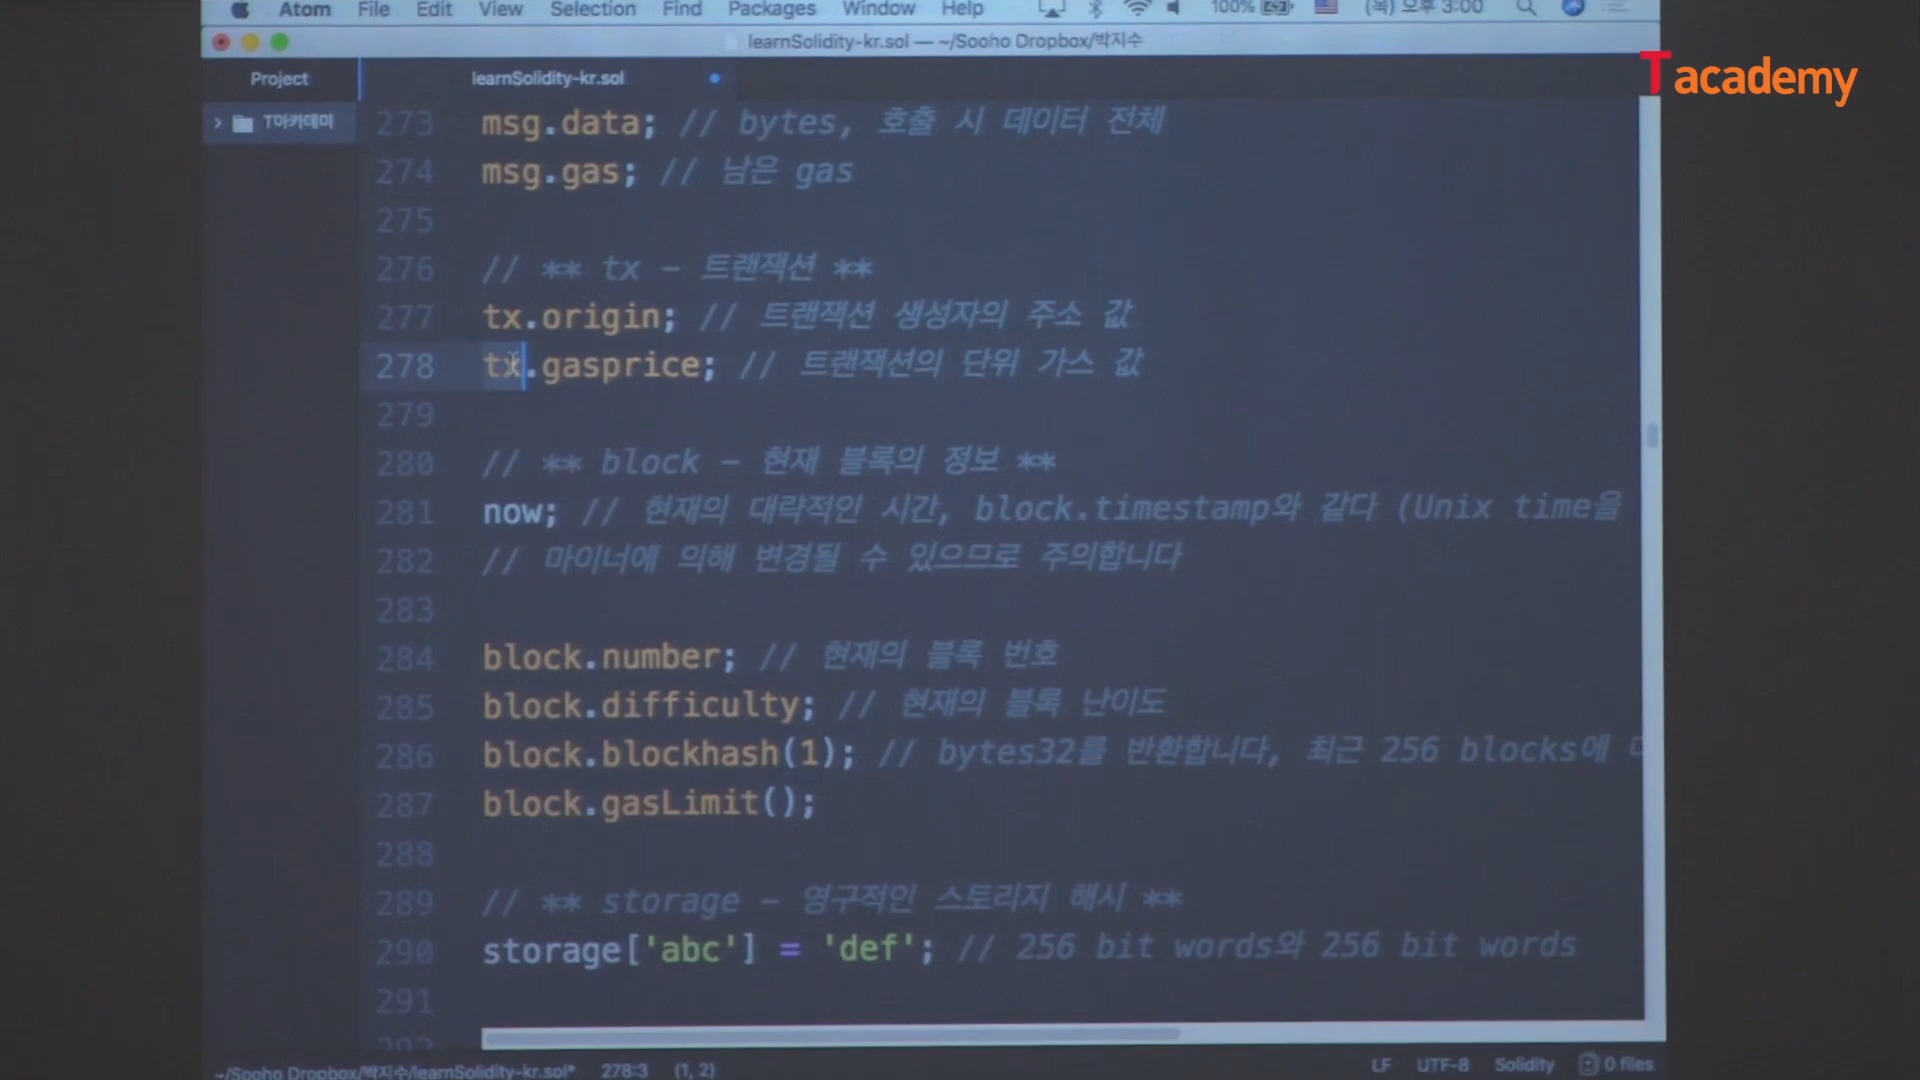 Atom File Edit View Selection Find Packages Window Help 100% (목) 오후 3:00
learnSolidity-kr.sol — ~/Sooho Dropbox/박지수
T academy
Project learnSolidity-kr.sol
T아카데미
273 msg.data; // bytes, 호출 시 데이터 전체
274 msg.gas; // 남은 gas
275
276 // ** tx - 트랜잭션 **
277 tx.origin; // 트랜잭션 생성자의 주소 값
278 tx.gasprice; // 트랜잭션의 단위 가스 값
279
280 // ** block - 현재 블록의 정보 **
281 now; // 현재의 대략적인 시간, block.timestamp와 같다 (Unix time을
282 // 마이너에 의해 변경될 수 있으므로 주의합니다
283
284 block.number; // 현재의 블록 번호
285 block.difficulty; // 현재의 블록 난이도
286 block.blockhash(1); // bytes32를 반환합니다, 최근 256 blocks에
287 block.gasLimit();
288
289 // ** storage - 영구적인 스토리지 해시 **
290 storage['abc'] = 'def'; // 256 bit words와 256 bit words
291
~/Sooho Dropbox/박지수/learnSolidity-kr.sol* 278:3 (1, 2) LF UTF-8 Solidity 0 files